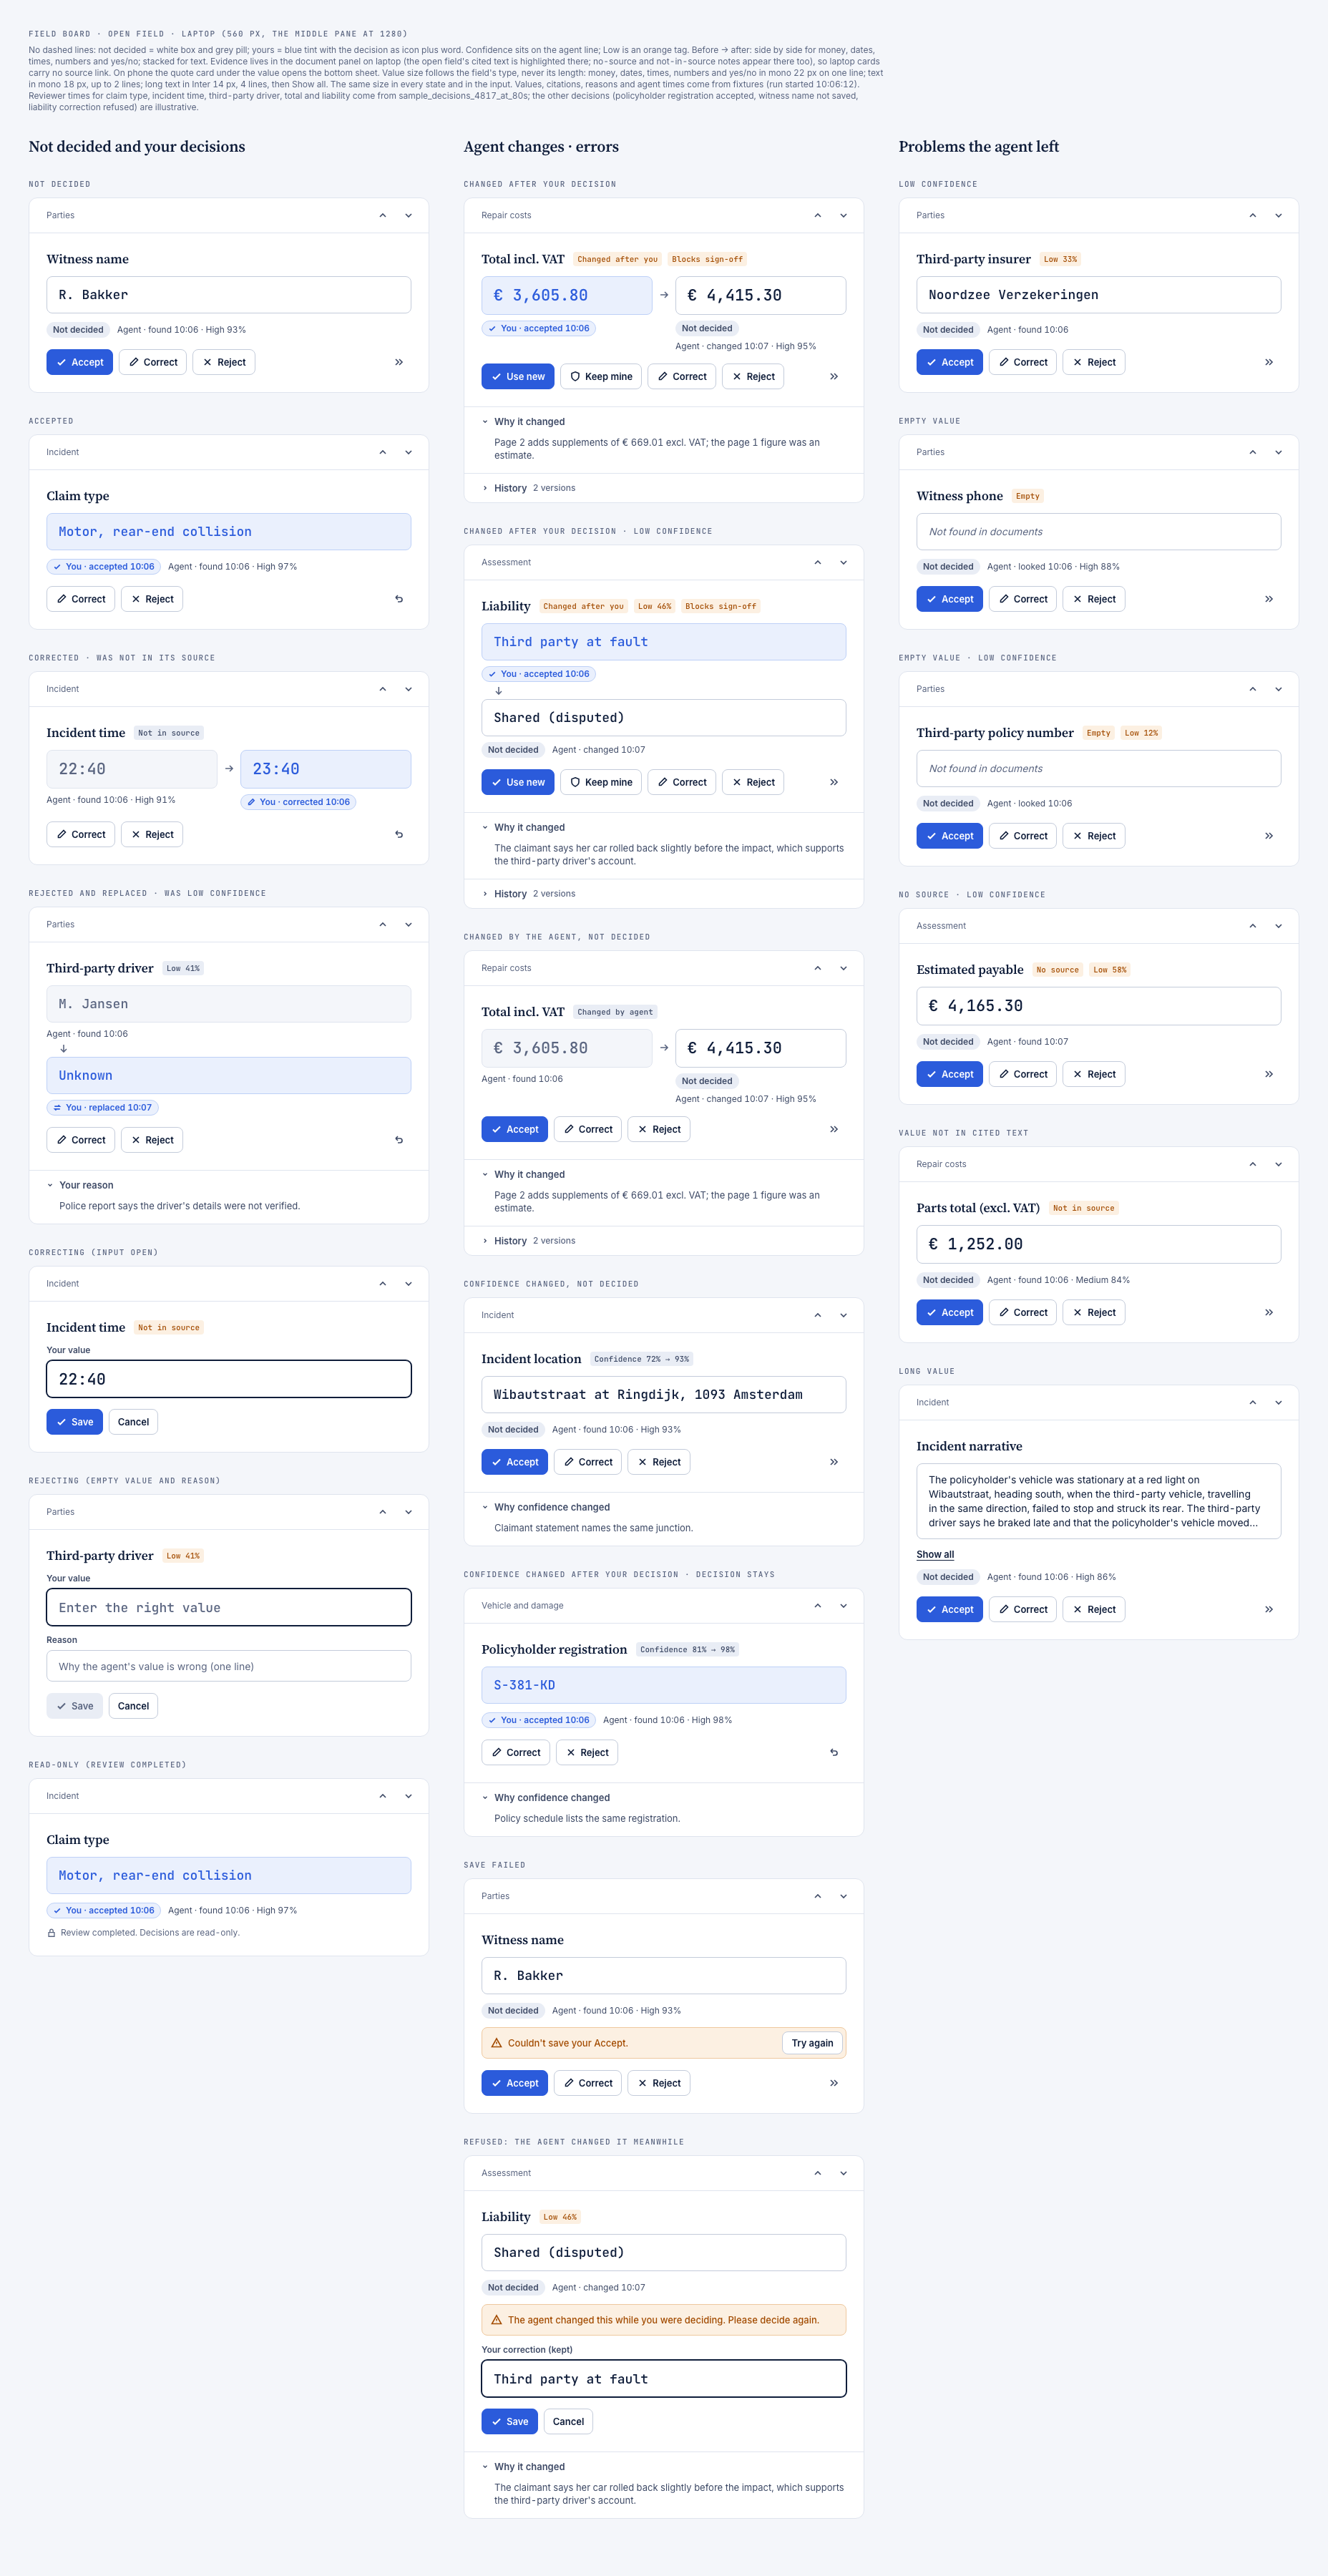 FIELD BOARD · OPEN FIELD · LAPTOP (560 PX, THE MIDDLE PANE AT 1280)
No dashed lines: not decided = white box and grey pill; yours = blue tint with the decision as icon plus word. Confidence sits on the agent line; Low is an orange tag. Before → after: side by side for money, dates,
times, numbers and yes/no; stacked for text. Evidence lives in the document panel on laptop (the open field's cited text is highlighted there; no-source and not-in-source notes appear there too), so laptop cards
carry no source link. On phone the quote card under the value opens the bottom sheet. Value size follows the field's type, never its length: money, dates, times, numbers and yes/no in mono 22 px on one line; text
in mono 18 px, up to 2 lines; long text in Inter 14 px, 4 lines, then Show all. The same size in every state and in the input. Values, citations, reasons and agent times come from fixtures (run started 10:06:12).
Reviewer times for claim type, incident time, third-party driver, total and liability come from sample_decisions_4817_at_80s; the other decisions (policyholder registration accepted, witness name not saved,
liability correction refused) are illustrative.
Not decided and your decisions
NOT DECIDED
Parties
Witness name
R. Bakker
Not decided Agent · found 10:06 · High 93%
Accept Correct Reject
ACCEPTED
Incident
Claim type
Motor, rear-end collision
You · accepted 10:06 Agent · found 10:06 · High 97%
Correct Reject
CORRECTED · WAS NOT IN ITS SOURCE
Incident
Incident time Not in source
22:40 → 23:40
Agent · found 10:06 · High 91% You · corrected 10:06
Correct Reject
REJECTED AND REPLACED · WAS LOW CONFIDENCE
Parties
Third-party driver Low 41%
M. Jansen
Agent · found 10:06
↓
Unknown
You · replaced 10:07
Correct Reject
Your reason
Police report says the driver's details were not verified.
CORRECTING (INPUT OPEN)
Incident
Incident time Not in source
Your value
22:40
Save Cancel
REJECTING (EMPTY VALUE AND REASON)
Parties
Third-party driver Low 41%
Your value
Enter the right value
Reason
Why the agent's value is wrong (one line)
Save Cancel
READ-ONLY (REVIEW COMPLETED)
Incident
Claim type
Motor, rear-end collision
You · accepted 10:06 Agent · found 10:06 · High 97%
Review completed. Decisions are read-only.
Agent changes · errors
CHANGED AFTER YOUR DECISION
Repair costs
Total incl. VAT Changed after you Blocks sign-off
€ 3,605.80 → € 4,415.30
You · accepted 10:06 Not decided
Agent · changed 10:07 · High 95%
Use new Keep mine Correct Reject
Why it changed
Page 2 adds supplements of € 669.01 excl. VAT; the page 1 figure was an
estimate.
History 2 versions
CHANGED AFTER YOUR DECISION · LOW CONFIDENCE
Assessment
Liability Changed after you Low 46% Blocks sign-off
Third party at fault
You · accepted 10:06
↓
Shared (disputed)
Not decided Agent · changed 10:07
Use new Keep mine Correct Reject
Why it changed
The claimant says her car rolled back slightly before the impact, which supports
the third-party driver's account.
History 2 versions
CHANGED BY THE AGENT, NOT DECIDED
Repair costs
Total incl. VAT Changed by agent
€ 3,605.80 → € 4,415.30
Agent · found 10:06 Not decided
Agent · changed 10:07 · High 95%
Accept Correct Reject
Why it changed
Page 2 adds supplements of € 669.01 excl. VAT; the page 1 figure was an
estimate.
History 2 versions
CONFIDENCE CHANGED, NOT DECIDED
Incident
Incident location Confidence 72% → 93%
Wibautstraat at Ringdijk, 1093 Amsterdam
Not decided Agent · found 10:06 · High 93%
Accept Correct Reject
Why confidence changed
Claimant statement names the same junction.
CONFIDENCE CHANGED AFTER YOUR DECISION · DECISION STAYS
Vehicle and damage
Policyholder registration Confidence 81% → 98%
S-381-KD
You · accepted 10:06 Agent · found 10:06 · High 98%
Correct Reject
Why confidence changed
Policy schedule lists the same registration.
SAVE FAILED
Parties
Witness name
R. Bakker
Not decided Agent · found 10:06 · High 93%
Couldn't save your Accept. Try again
Accept Correct Reject
REFUSED: THE AGENT CHANGED IT MEANWHILE
Assessment
Liability Low 46%
Shared (disputed)
Not decided Agent · changed 10:07
The agent changed this while you were deciding. Please decide again.
Your correction (kept)
Third party at fault
Save Cancel
Why it changed
The claimant says her car rolled back slightly before the impact, which supports
the third-party driver's account.
Problems the agent left
LOW CONFIDENCE
Parties
Third-party insurer Low 33%
Noordzee Verzekeringen
Not decided Agent · found 10:06
Accept Correct Reject
EMPTY VALUE
Parties
Witness phone Empty
Not found in documents
Not decided Agent · looked 10:06 · High 88%
Accept Correct Reject
EMPTY VALUE · LOW CONFIDENCE
Parties
Third-party policy number Empty Low 12%
Not found in documents
Not decided Agent · looked 10:06
Accept Correct Reject
NO SOURCE · LOW CONFIDENCE
Assessment
Estimated payable No source Low 58%
€ 4,165.30
Not decided Agent · found 10:07
Accept Correct Reject
VALUE NOT IN CITED TEXT
Repair costs
Parts total (excl. VAT) Not in source
€ 1,252.00
Not decided Agent · found 10:06 · Medium 84%
Accept Correct Reject
LONG VALUE
Incident
Incident narrative
The policyholder's vehicle was stationary at a red light on
Wibautstraat, heading south, when the third-party vehicle, travelling
in the same direction, failed to stop and struck its rear. The third-party
driver says he braked late and that the policyholder's vehicle moved…
Show all
Not decided Agent · found 10:06 · High 86%
Accept Correct Reject